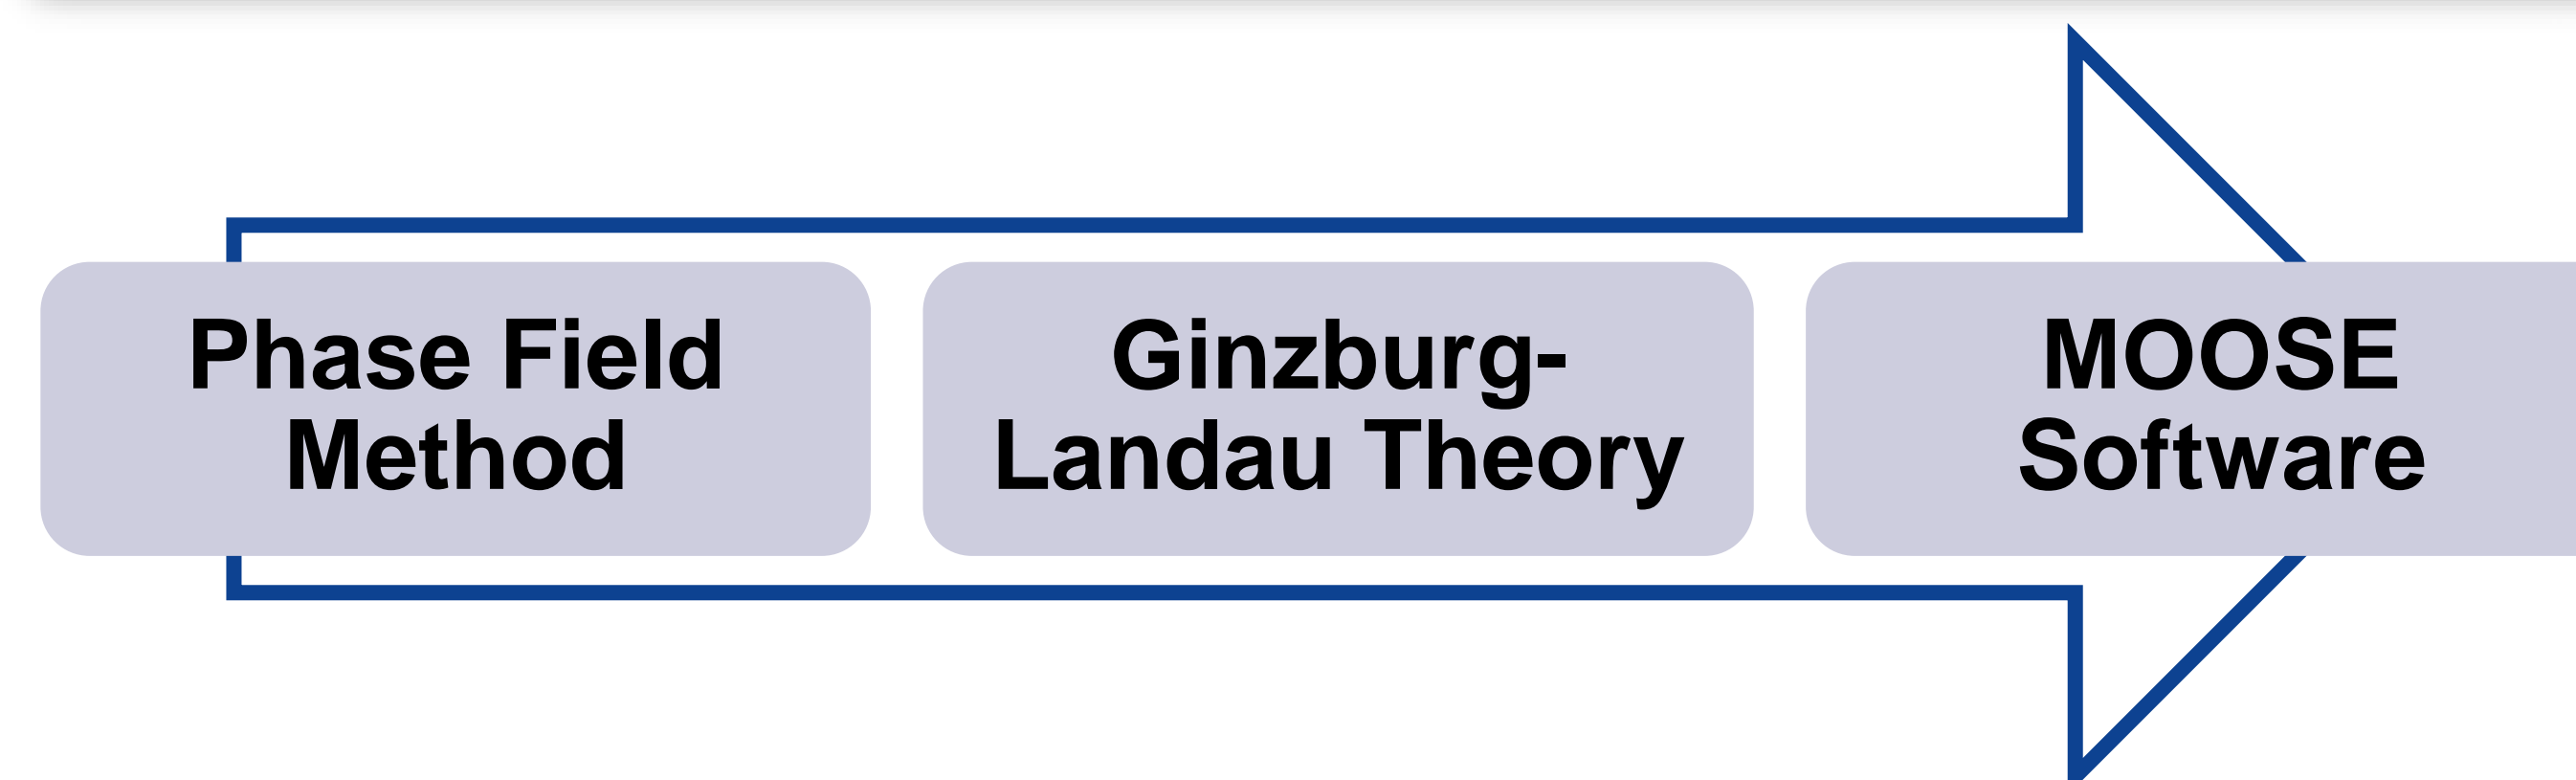 Phase Field
Method
Ginzburg-
Landau Theory
MOOSE
Software